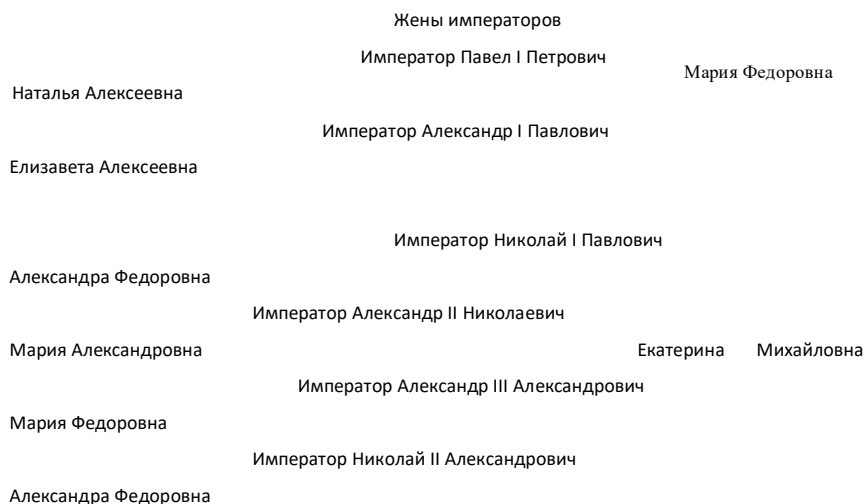 Жены императоров
Император Павел I Петрович
Мария Федоровна
Наталья Алексеевна
Император Александр I Павлович
Елизавета Алексеевна
Император Николай I Павлович
Александра Федоровна
Император Александр II Николаевич
Мария Александровна Екатерина Михайловна
Император Александр III Александрович
Мария Федоровна
Император Николай II Александрович
Александра Федоровна